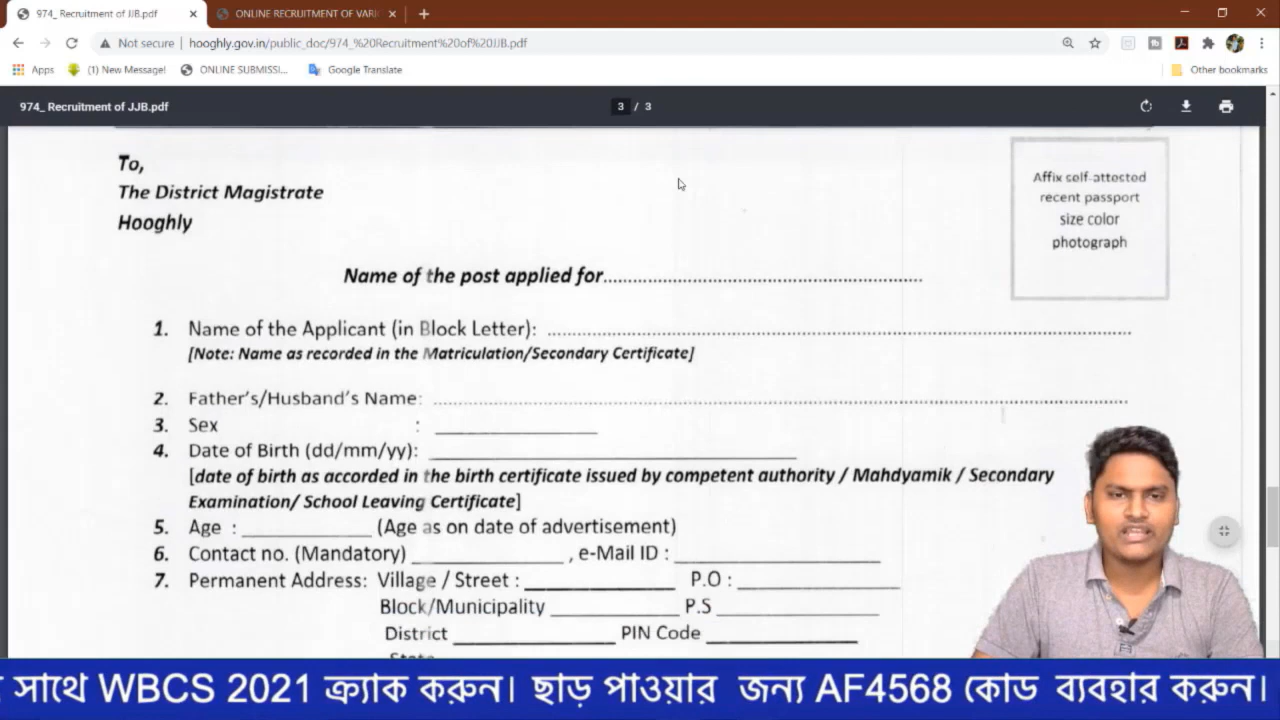 974_ Recruitment of JJB.pdf
ONLINE RECRUITMENT OF VARI
Not secure | hooghly.gov.in/public_doc/974_%20Recruitment%20of%20JJB.pdf
Apps (1) New Message! ONLINE SUBMISSI... Google Translate Other bookmarks
974_ Recruitment of JJB.pdf 3 / 3
To,
The District Magistrate
Hooghly
Affix self-attested
recent passport
size color
photograph
Name of the post applied for
1. Name of the Applicant (in Block Letter):
[Note: Name as recorded in the Matriculation/Secondary Certificate]
2. Father's/Husband's Name:
3. Sex :
4. Date of Birth (dd/mm/yy):
[date of birth as accorded in the birth certificate issued by competent authority / Mahdyamik / Secondary
Examination/ School Leaving Certificate]
5. Age : (Age as on date of advertisement)
6. Contact no. (Mandatory) , e-Mail ID :
7. Permanent Address: Village / Street : P.O :
Block/Municipality P.S
District PIN Code
সাথে WBCS 2021 ক্র্যাক করুন। ছাড় পাওয়ার জন্য AF4568 কোড ব্যবহার করুন।